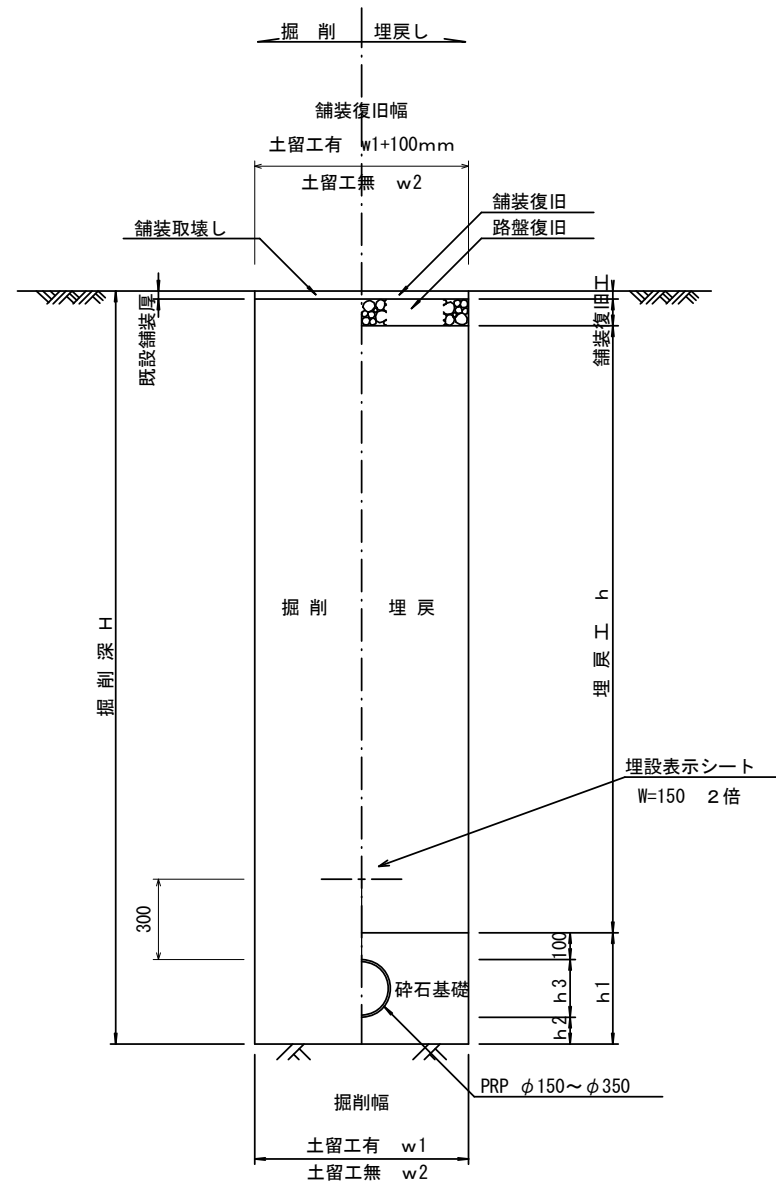 掘 削 埋戻し
舗装復旧幅
土留工有 w1+100mm
土留工無 w2
舗装復旧
路盤復旧
舗装取壊し
既設舗装厚
舗装復旧工
掘削深 H
掘 削 埋 戻
埋戻工 h
埋設表示シート
W=150 2倍
300
100
砕石基礎
h3
h1
h2
PRP φ150~φ350
掘削幅
土留工有 w1
土留工無 w2